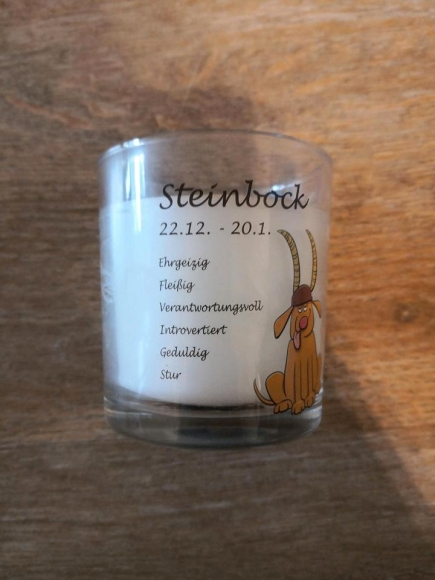 Steinbock
22.12. - 20.1.
Ehrgeizig
Fleißig
Verantwortungsvoll
Introvertiert
Geduldig
Stur